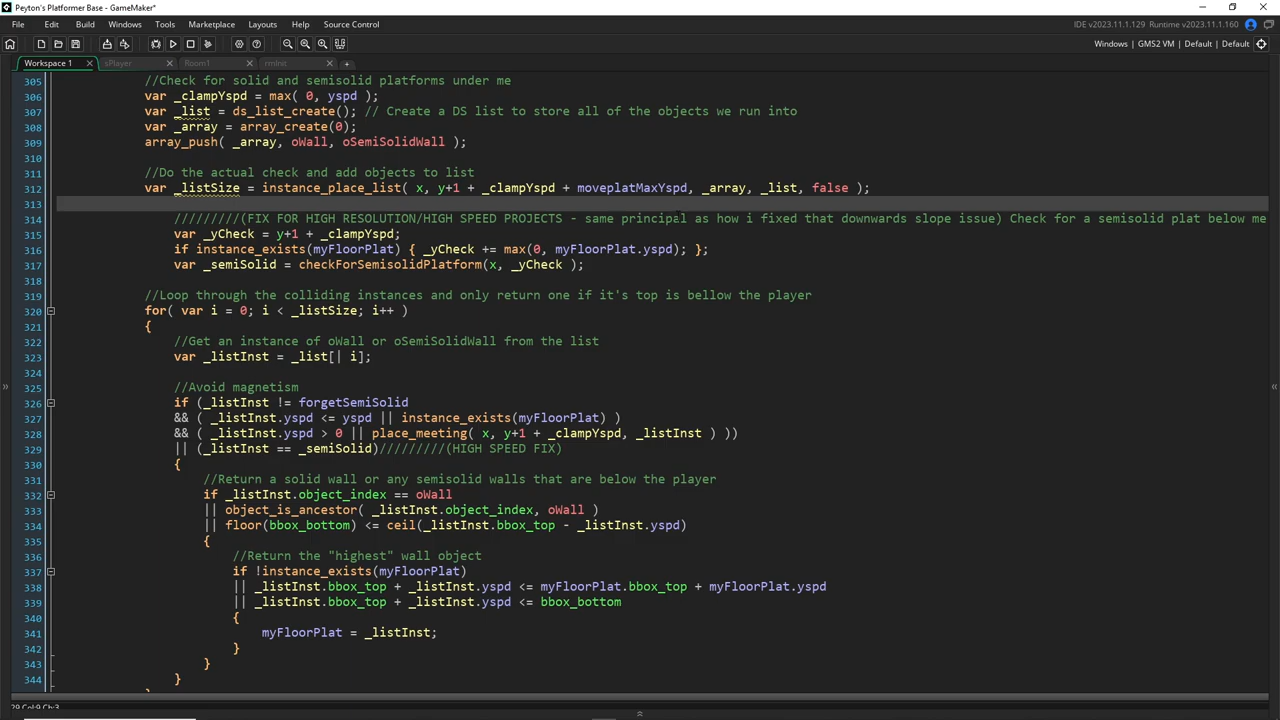 Peyton's Platformer Base - GameMaker*
File Edit Build Windows Tools Marketplace Layouts Help Source Control
IDE v2023.11.1.129 Runtime v2023.11.1.160
Windows | GMS2 VM | Default | Default
Workspace 1 sPlayer Room1 rmInit
305 //Check for solid and semisolid platforms under me
306 var _clampYspd = max( 0, yspd );
307 var _list = ds_list_create(); // Create a DS list to store all of the objects we run into
308 var _array = array_create(0);
309 array_push( _array, oWall, oSemiSolidWall );
310
311 //Do the actual check and add objects to list
312 var _listSize = instance_place_list( x, y+1 + _clampYspd + moveplatMaxYspd, _array, _list, false );
313
314 /////////(FIX FOR HIGH RESOLUTION/HIGH SPEED PROJECTS - same principal as how i fixed that downwards slope issue) Check for a semisolid plat below me
315 var _yCheck = y+1 + _clampYspd;
316 if instance_exists(myFloorPlat) { _yCheck += max(0, myFloorPlat.yspd); };
317 var _semiSolid = checkForSemisolidPlatform(x, _yCheck );
318
319 //Loop through the colliding instances and only return one if it's top is bellow the player
320 for( var i = 0; i < _listSize; i++ )
321 {
322 //Get an instance of oWall or oSemiSolidWall from the list
323 var _listInst = _list[| i];
324
325 //Avoid magnetism
326 if (_listInst != forgetSemiSolid
327 && ( _listInst.yspd <= yspd || instance_exists(myFloorPlat) )
328 && ( _listInst.yspd > 0 || place_meeting( x, y+1 + _clampYspd, _listInst ) ))
329 || (_listInst == _semiSolid)/////////(HIGH SPEED FIX)
330 {
331 //Return a solid wall or any semisolid walls that are below the player
332 if _listInst.object_index == oWall
333 || object_is_ancestor( _listInst.object_index, oWall )
334 || floor(bbox_bottom) <= ceil(_listInst.bbox_top - _listInst.yspd)
335 {
336 //Return the "highest" wall object
337 if !instance_exists(myFloorPlat)
338 || _listInst.bbox_top + _listInst.yspd <= myFloorPlat.bbox_top + myFloorPlat.yspd
339 || _listInst.bbox_top + _listInst.yspd <= bbox_bottom
340 {
341 myFloorPlat = _listInst;
342 }
343 }
344 }